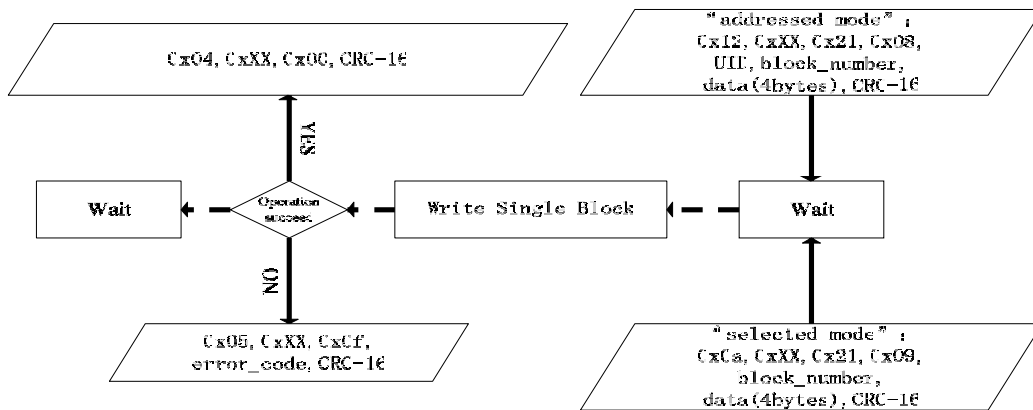 0x04, 0xXX, 0x00, CRC-16
"addressed mode" :
0x12, 0xXX, 0x21, 0x08,
UID, block_number,
data(4bytes), CRC-16
YES
Wait
Operation
succeed
Write Single Block
Wait
ON
0x05, 0xXX, 0x0f,
error_code, CRC-16
"selected mode" :
0x0a, 0xXX, 0x21, 0x09,
block_number,
data(4bytes), CRC-16